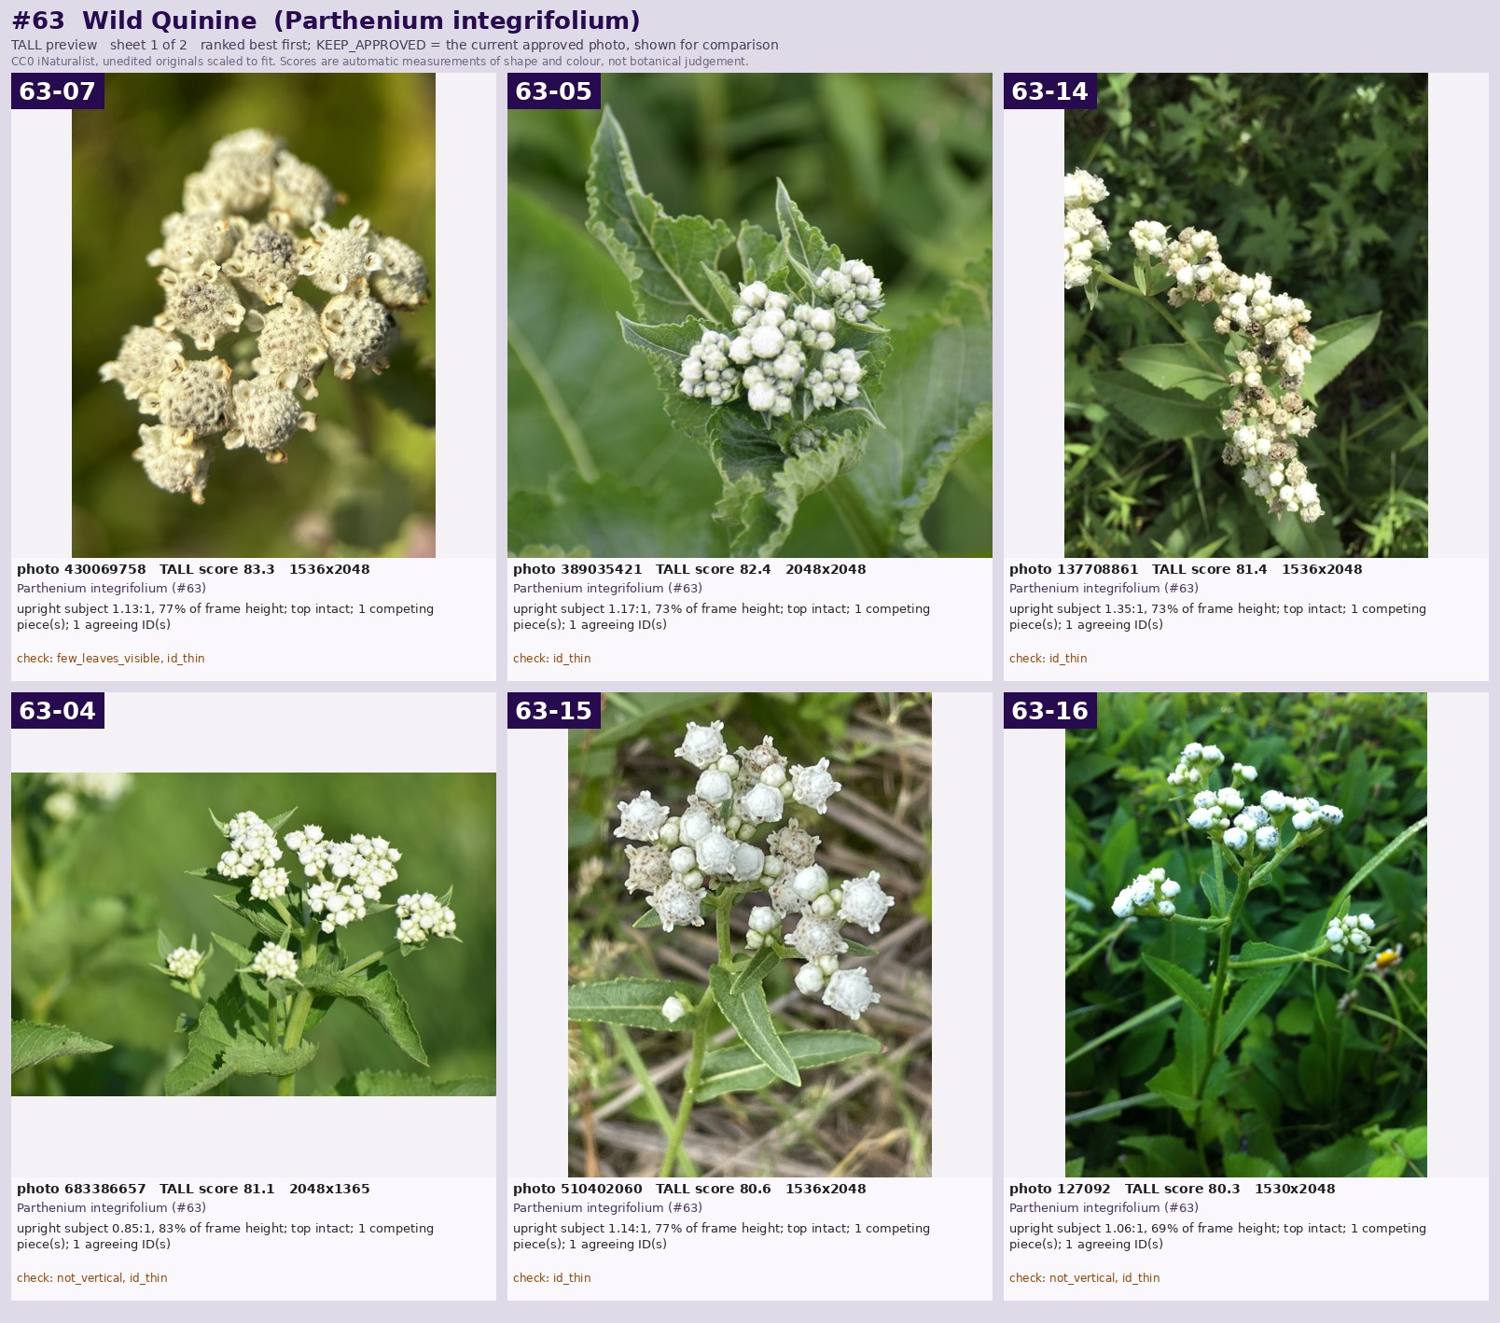 #63  Wild Quinine  (Parthenium integrifolium)
TALL preview   sheet 1 of 2   ranked best first; KEEP_APPROVED = the current approved photo, shown for comparison
CC0 iNaturalist, unedited originals scaled to fit. Scores are automatic measurements of shape and colour, not botanical judgement.
63-07
63-05
63-14
photo 430069758   TALL score 83.3   1536x2048
Parthenium integrifolium (#63)
upright subject 1.13:1, 77% of frame height; top intact; 1 competing
piece(s); 1 agreeing ID(s)
check: few_leaves_visible, id_thin
photo 389035421   TALL score 82.4   2048x2048
Parthenium integrifolium (#63)
upright subject 1.17:1, 73% of frame height; top intact; 1 competing
piece(s); 1 agreeing ID(s)
check: id_thin
photo 137708861   TALL score 81.4   1536x2048
Parthenium integrifolium (#63)
upright subject 1.35:1, 73% of frame height; top intact; 1 competing
piece(s); 1 agreeing ID(s)
check: id_thin
63-04
63-15
63-16
photo 683386657   TALL score 81.1   2048x1365
Parthenium integrifolium (#63)
upright subject 0.85:1, 83% of frame height; top intact; 1 competing
piece(s); 1 agreeing ID(s)
check: not_vertical, id_thin
photo 510402060   TALL score 80.6   1536x2048
Parthenium integrifolium (#63)
upright subject 1.14:1, 77% of frame height; top intact; 1 competing
piece(s); 1 agreeing ID(s)
check: id_thin
photo 127092   TALL score 80.3   1530x2048
Parthenium integrifolium (#63)
upright subject 1.06:1, 69% of frame height; top intact; 1 competing
piece(s); 1 agreeing ID(s)
check: not_vertical, id_thin